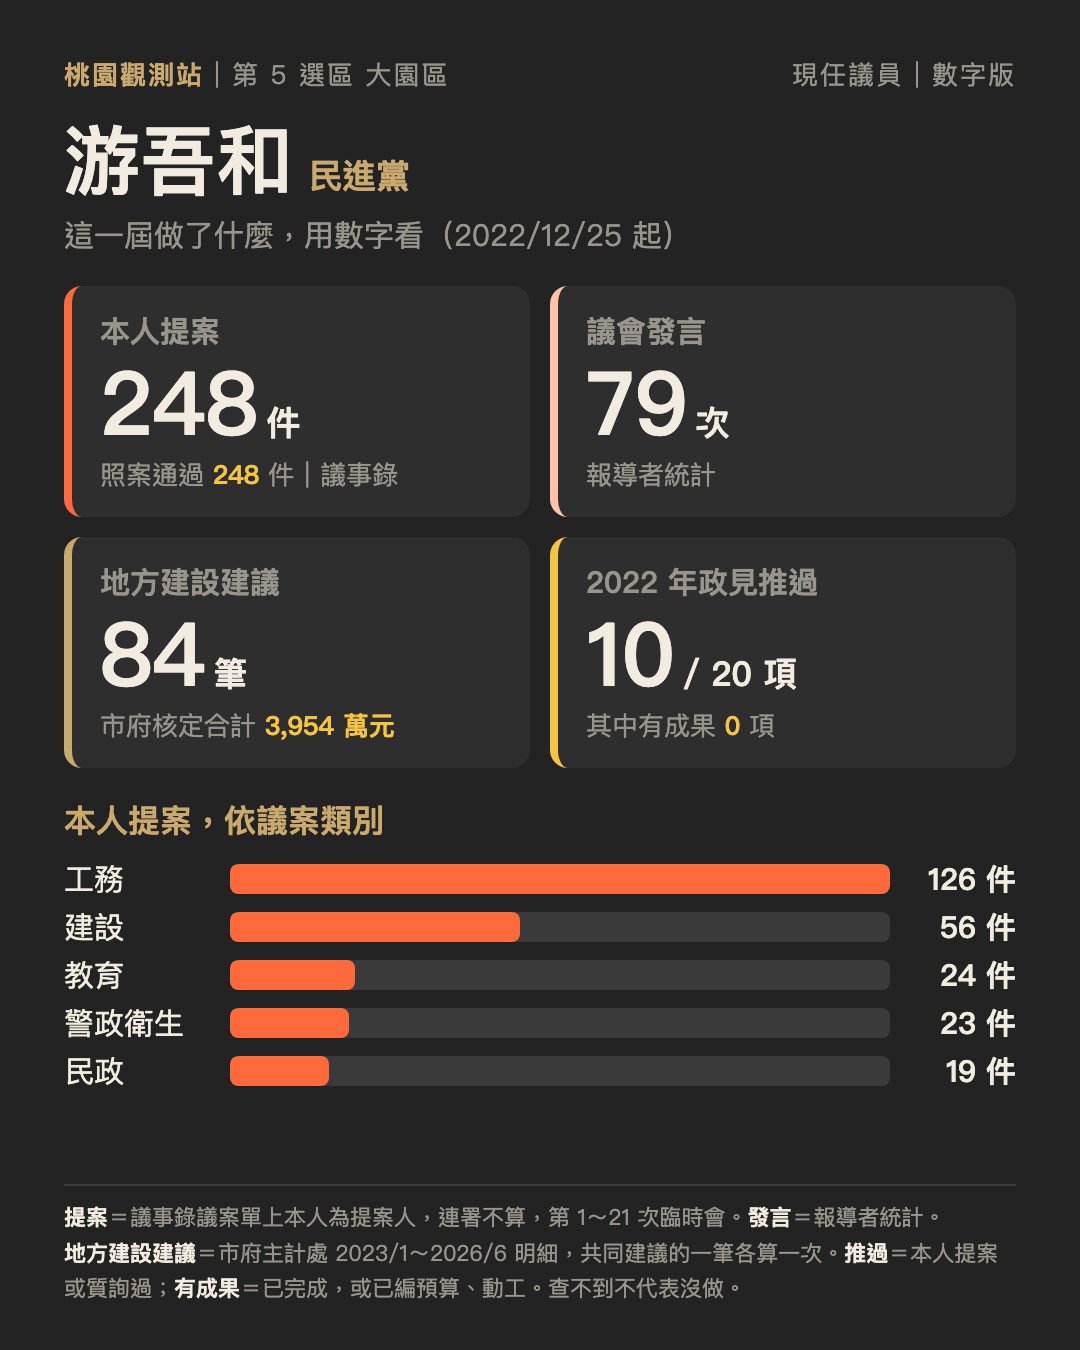 桃園觀測站｜第 5 選區 大園區
現任議員｜數字版
游吾和 民進黨
這一屆做了什麼，用數字看（2022/12/25 起）
本人提案
248 件
照案通過 248 件｜議事錄
議會發言
79 次
報導者統計
地方建設建議
84 筆
市府核定合計 3,954 萬元
2022 年政見推過
10 / 20 項
其中有成果 0 項
本人提案，依議案類別
工務 126 件
建設 56 件
教育 24 件
警政衛生 23 件
民政 19 件
提案＝議事錄議案單上本人為提案人，連署不算，第 1～21 次臨時會。發言＝報導者統計。
地方建設建議＝市府主計處 2023/1～2026/6 明細，共同建議的一筆各算一次。推過＝本人提案
或質詢過；有成果＝已完成，或已編預算、動工。查不到不代表沒做。